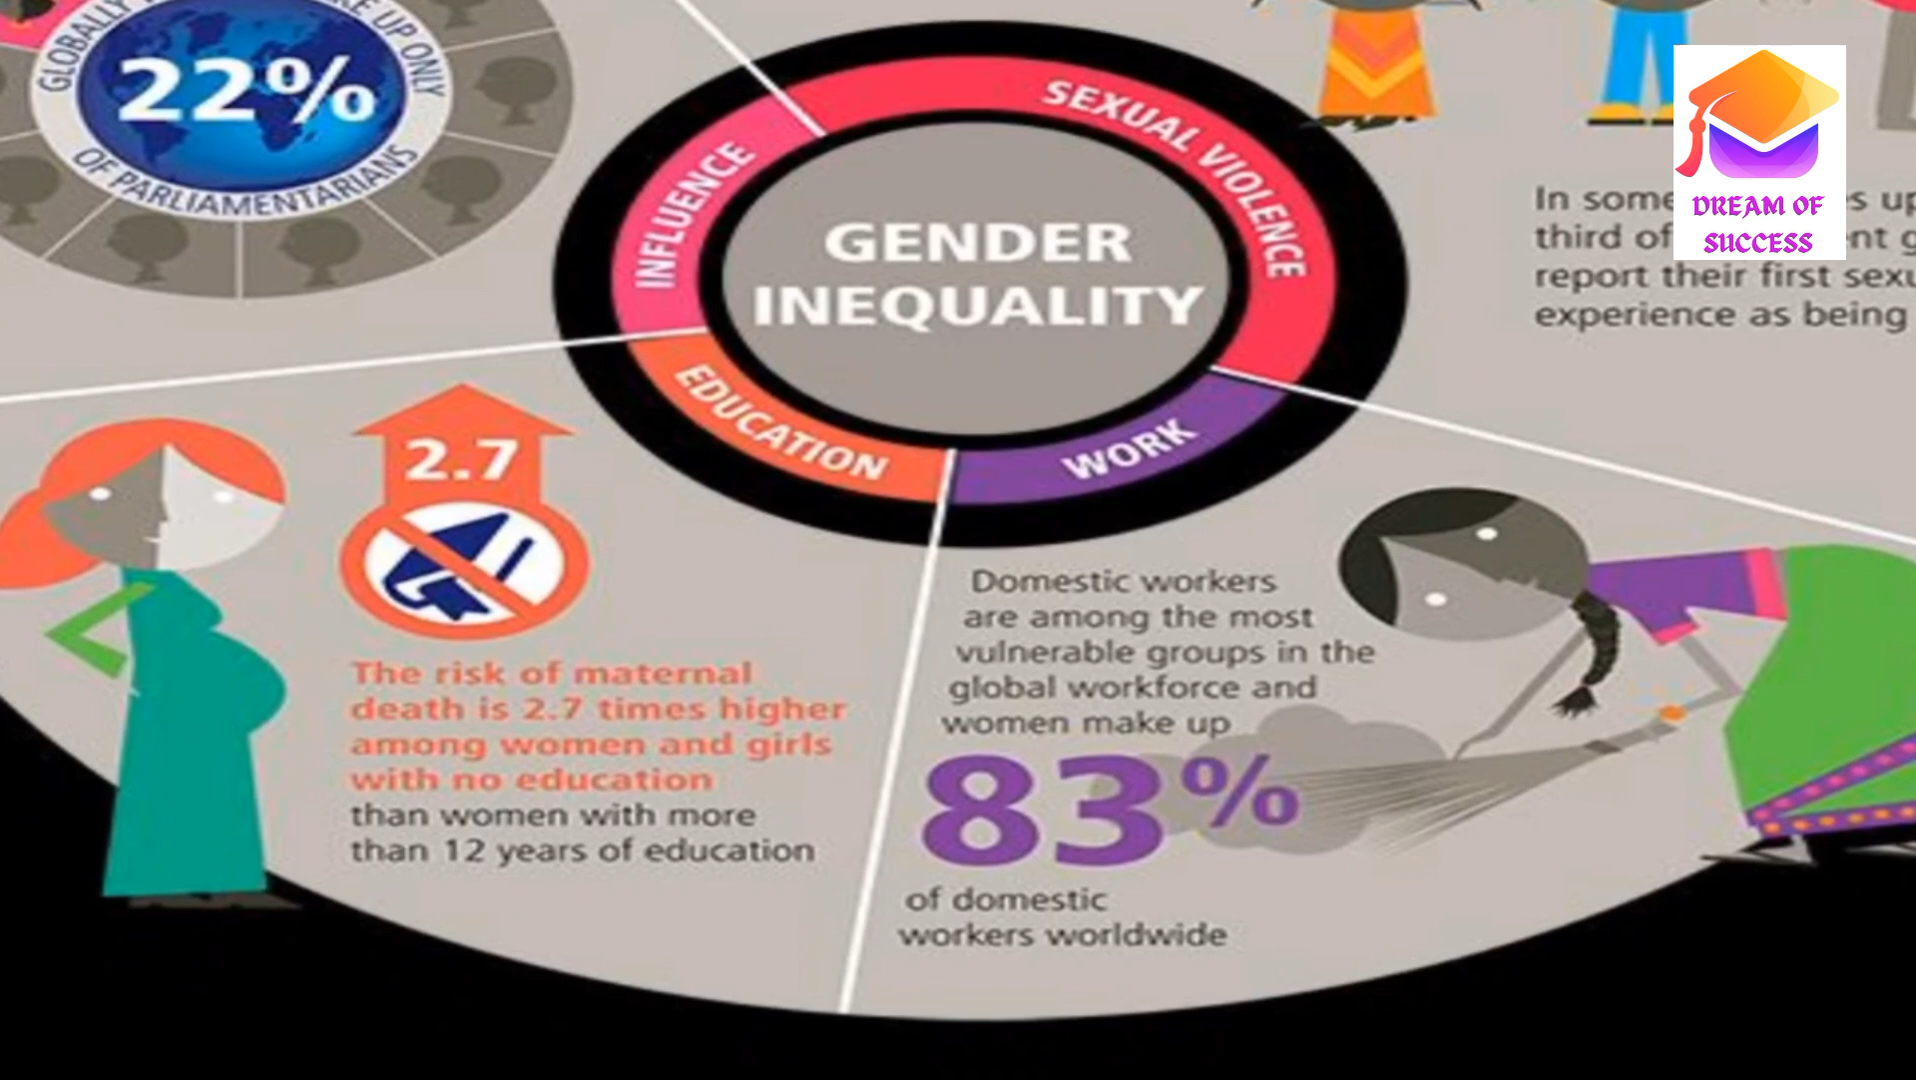 GLOBALLY
UP ONLY
22%
OF PARLIAMENTARIANS
INFLUENCE
SEXUAL VIOLENCE
EDUCATION
WORK
GENDER
INEQUALITY
DREAM OF
SUCCESS
In some up
third of
report their first
experience as being
2.7
The risk of maternal
death is 2.7 times higher
among women and girls
with no education
than women with more
than 12 years of education
Domestic workers
are among the most
vulnerable groups in the
global workforce and
women make up
83%
of domestic
workers worldwide